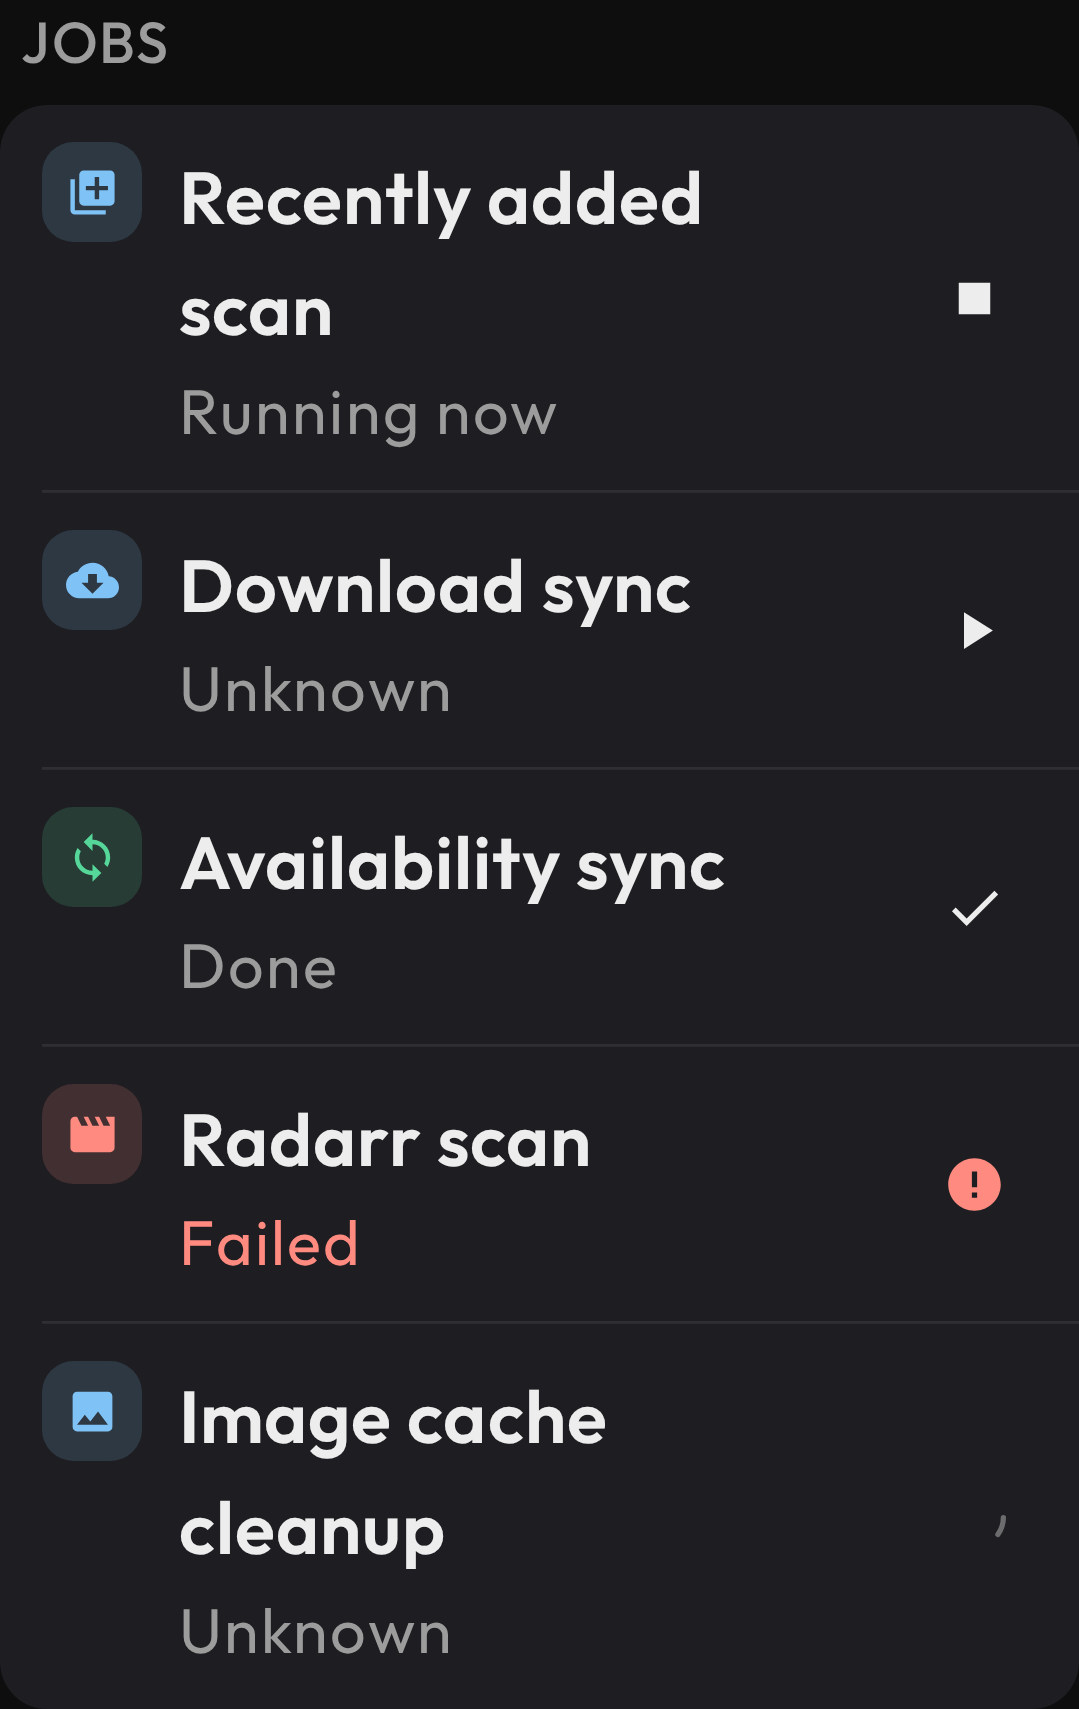 JOBS
Recently added
scan
Running now
Download sync
Unknown
Availability sync
Done
Radarr scan
Failed
Image cache
cleanup
Unknown